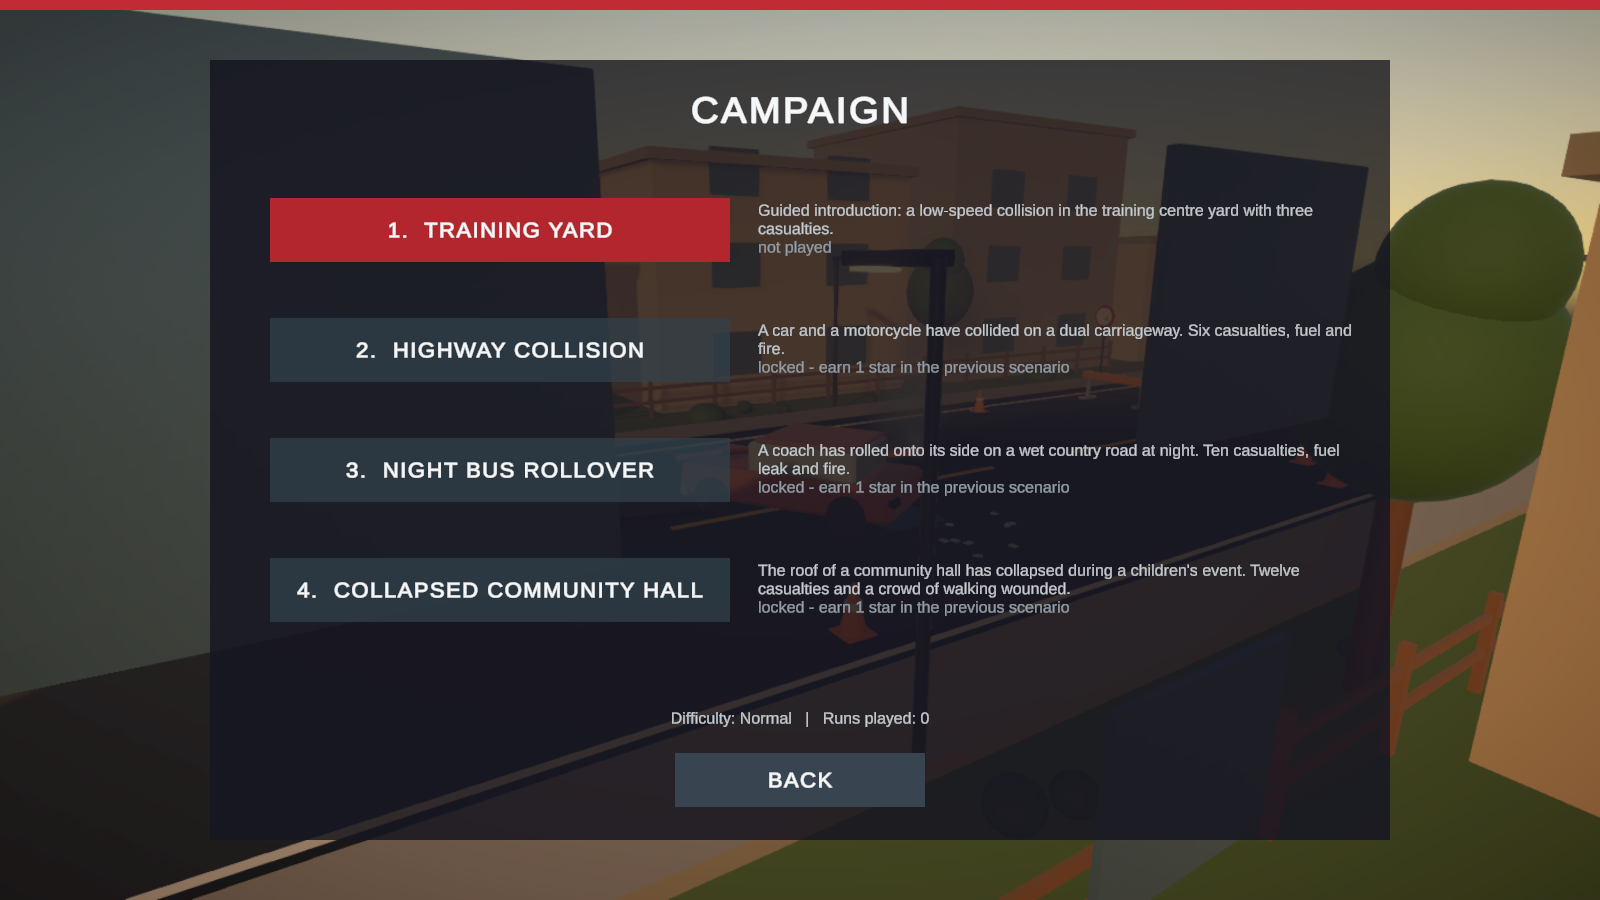 CAMPAIGN
1. TRAINING YARD
Guided introduction: a low-speed collision in the training centre yard with three
casualties.
not played
2. HIGHWAY COLLISION
A car and a motorcycle have collided on a dual carriageway. Six casualties, fuel and
fire.
locked - earn 1 star in the previous scenario
3. NIGHT BUS ROLLOVER
A coach has rolled onto its side on a wet country road at night. Ten casualties, fuel
leak and fire.
locked - earn 1 star in the previous scenario
4. COLLAPSED COMMUNITY HALL
The roof of a community hall has collapsed during a children's event. Twelve
casualties and a crowd of walking wounded.
locked - earn 1 star in the previous scenario
Difficulty: Normal | Runs played: 0
BACK